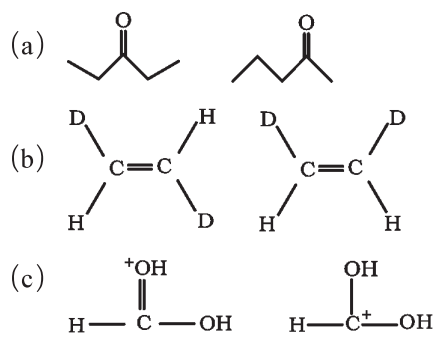 (a) O O
D H D D
(b) C=C C=C
H D H H
(c) +OH OH
H—C—OH H—C+—OH